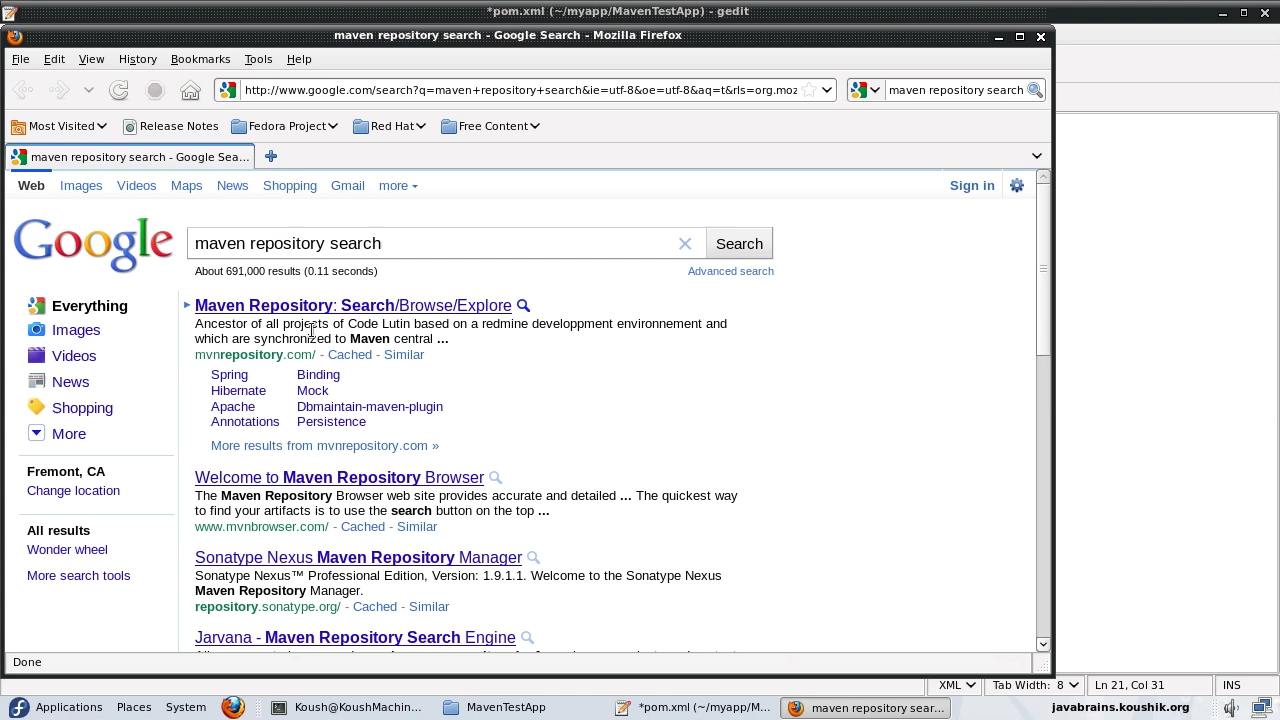 *pom.xml (~/myapp/MavenTestApp) - gedit
maven repository search - Google Search - Mozilla Firefox
File Edit View History Bookmarks Tools Help
http://www.google.com/search?q=maven+repository+search&ie=utf-8&oe=utf-8&aq=t&rls=org.moz
maven repository search
Most Visited Release Notes Fedora Project Red Hat Free Content
maven repository search - Google Sea...
Web Images Videos Maps News Shopping Gmail more Sign in
Google
maven repository search
Search
About 691,000 results (0.11 seconds) Advanced search
Everything
Images
Videos
News
Shopping
More
Fremont, CA
Change location
All results
Wonder wheel
More search tools
Maven Repository: Search/Browse/Explore
Ancestor of all projects of Code Lutin based on a redmine developpment environnement and
which are synchronized to Maven central ...
mvnrepository.com/ - Cached - Similar
Spring Binding
Hibernate Mock
Apache Dbmaintain-maven-plugin
Annotations Persistence
More results from mvnrepository.com »
Welcome to Maven Repository Browser
The Maven Repository Browser web site provides accurate and detailed ... The quickest way
to find your artifacts is to use the search button on the top ...
www.mvnbrowser.com/ - Cached - Similar
Sonatype Nexus Maven Repository Manager
Sonatype Nexus™ Professional Edition, Version: 1.9.1.1. Welcome to the Sonatype Nexus
Maven Repository Manager.
repository.sonatype.org/ - Cached - Similar
Jarvana - Maven Repository Search Engine
Done
XML Tab Width: 8 Ln 21, Col 31 INS
Applications Places System Koush@KoushMachin... MavenTestApp *pom.xml (~/myapp/M... maven repository sear... javabrains.koushik.org